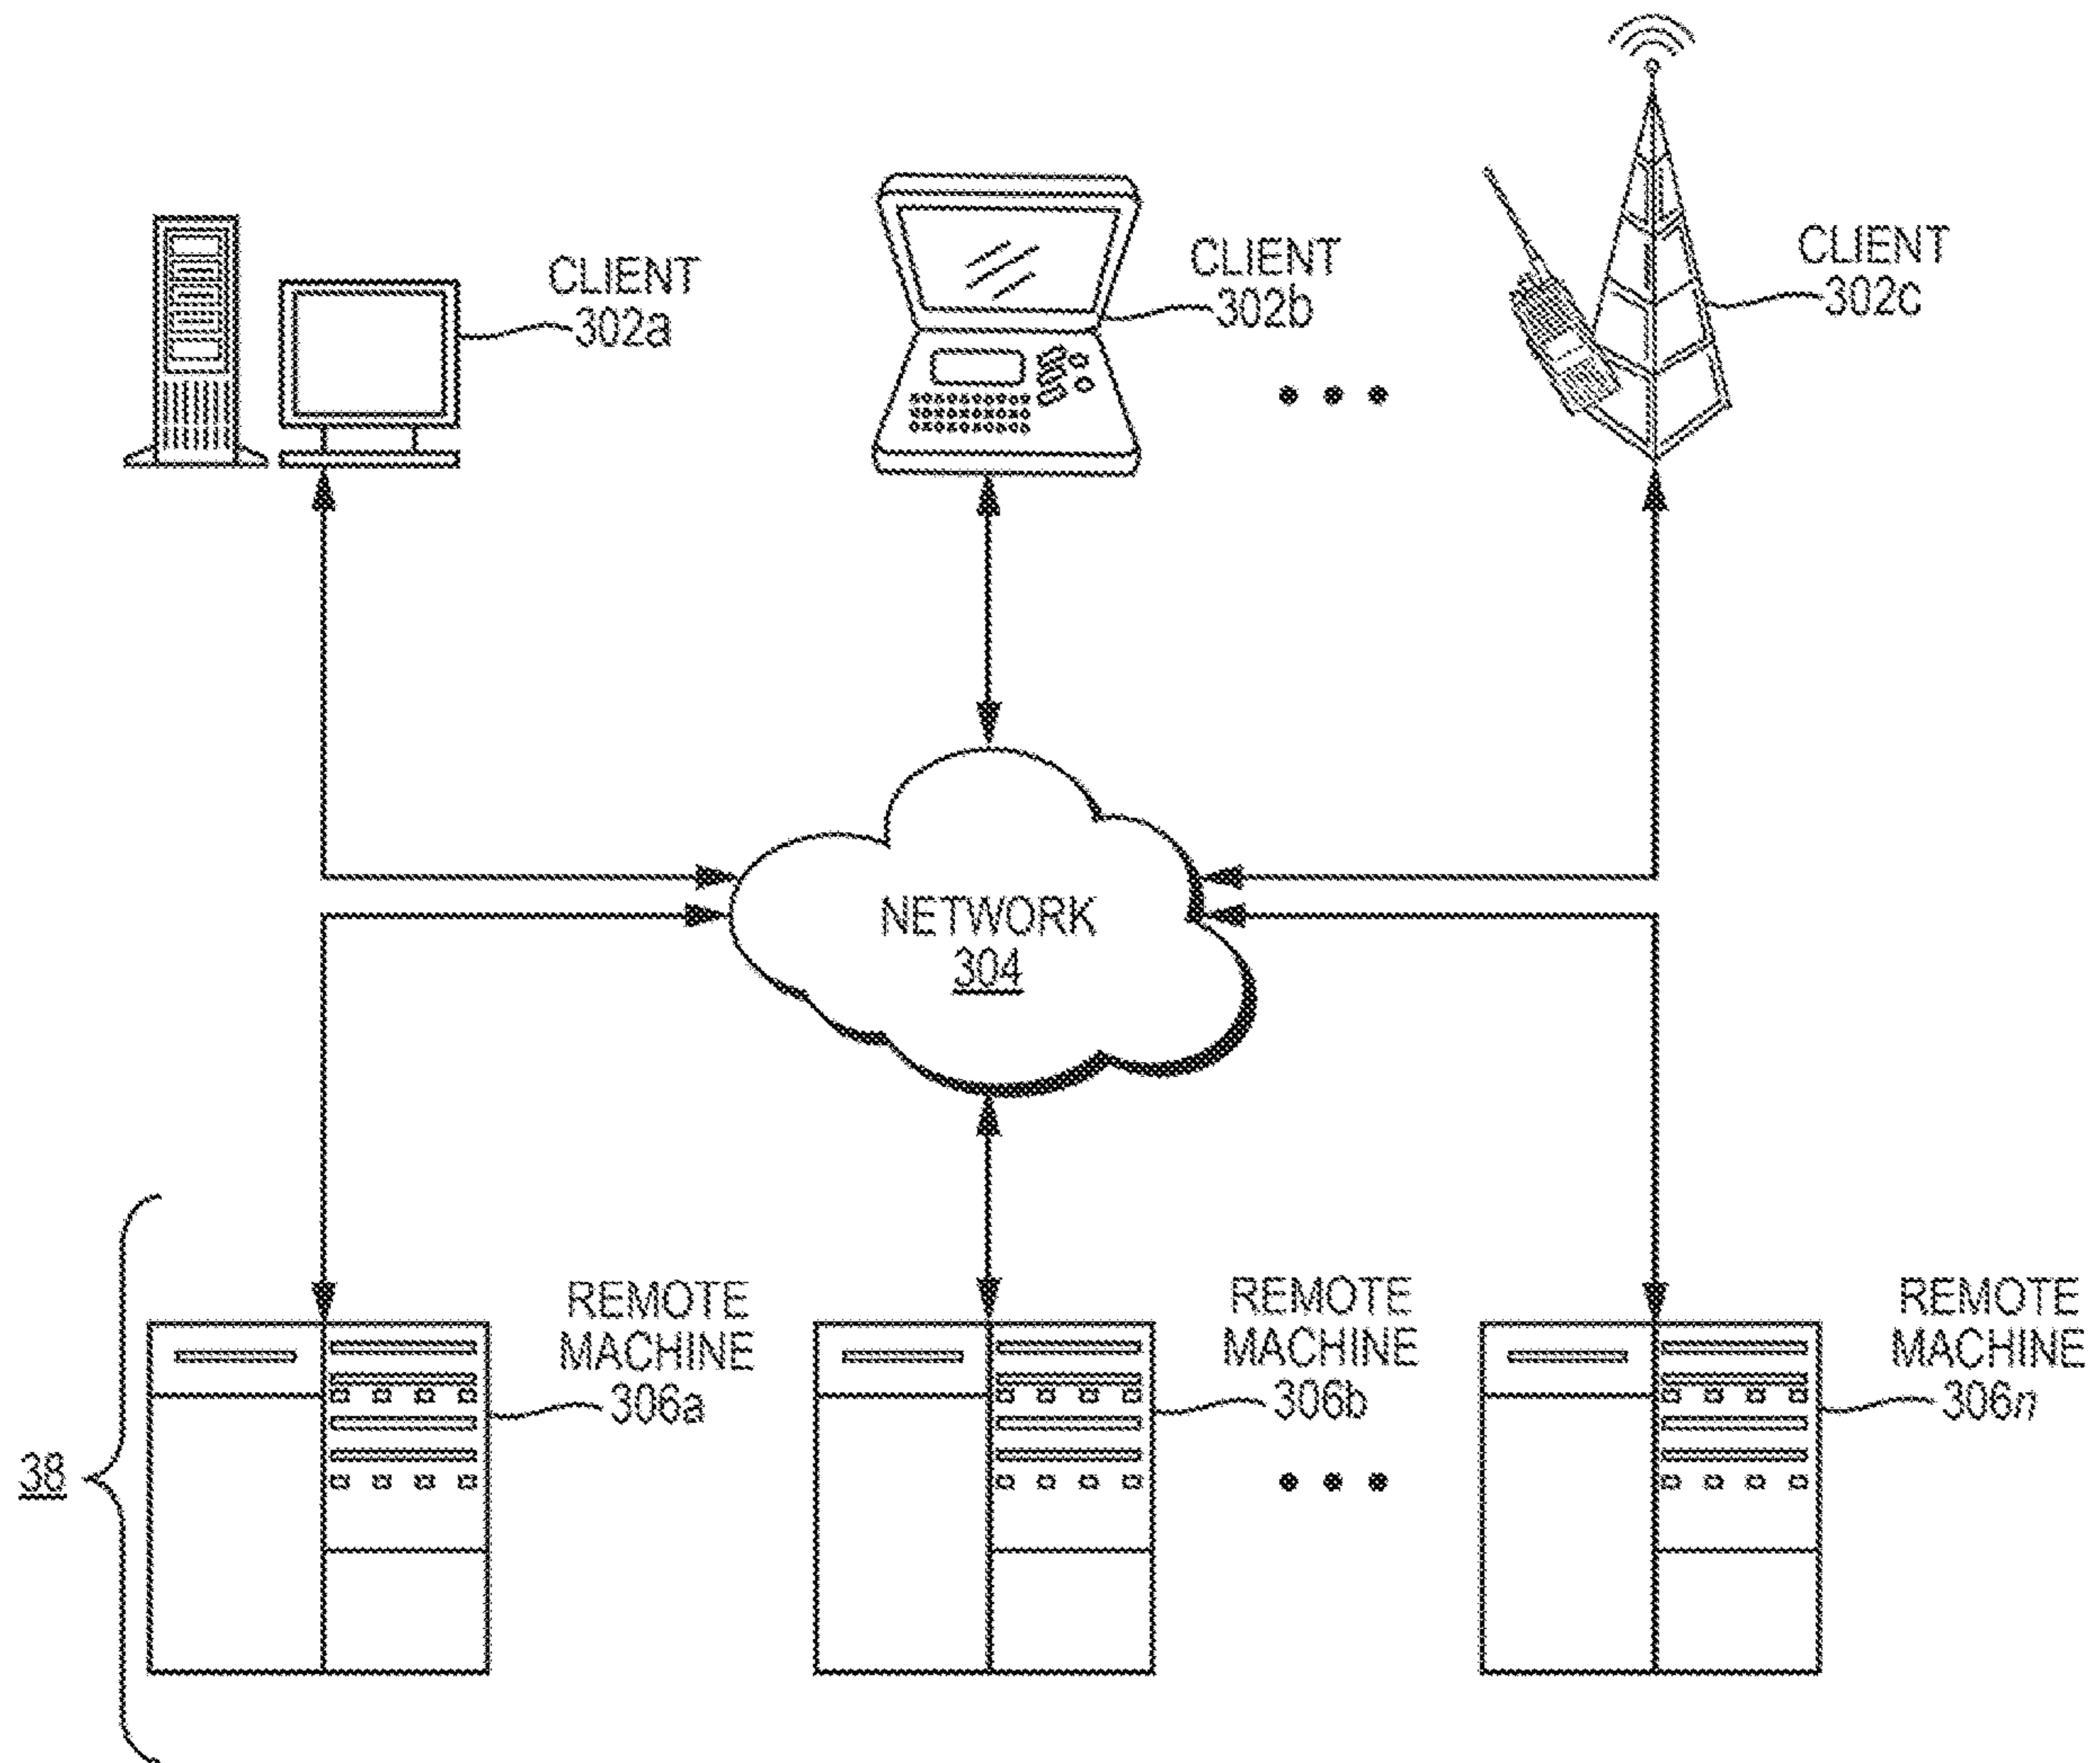 CLIENT
302a
CLIENT
302b
CLIENT
302c
NETWORK
304
38
REMOTE
MACHINE
306a
REMOTE
MACHINE
306b
REMOTE
MACHINE
306n